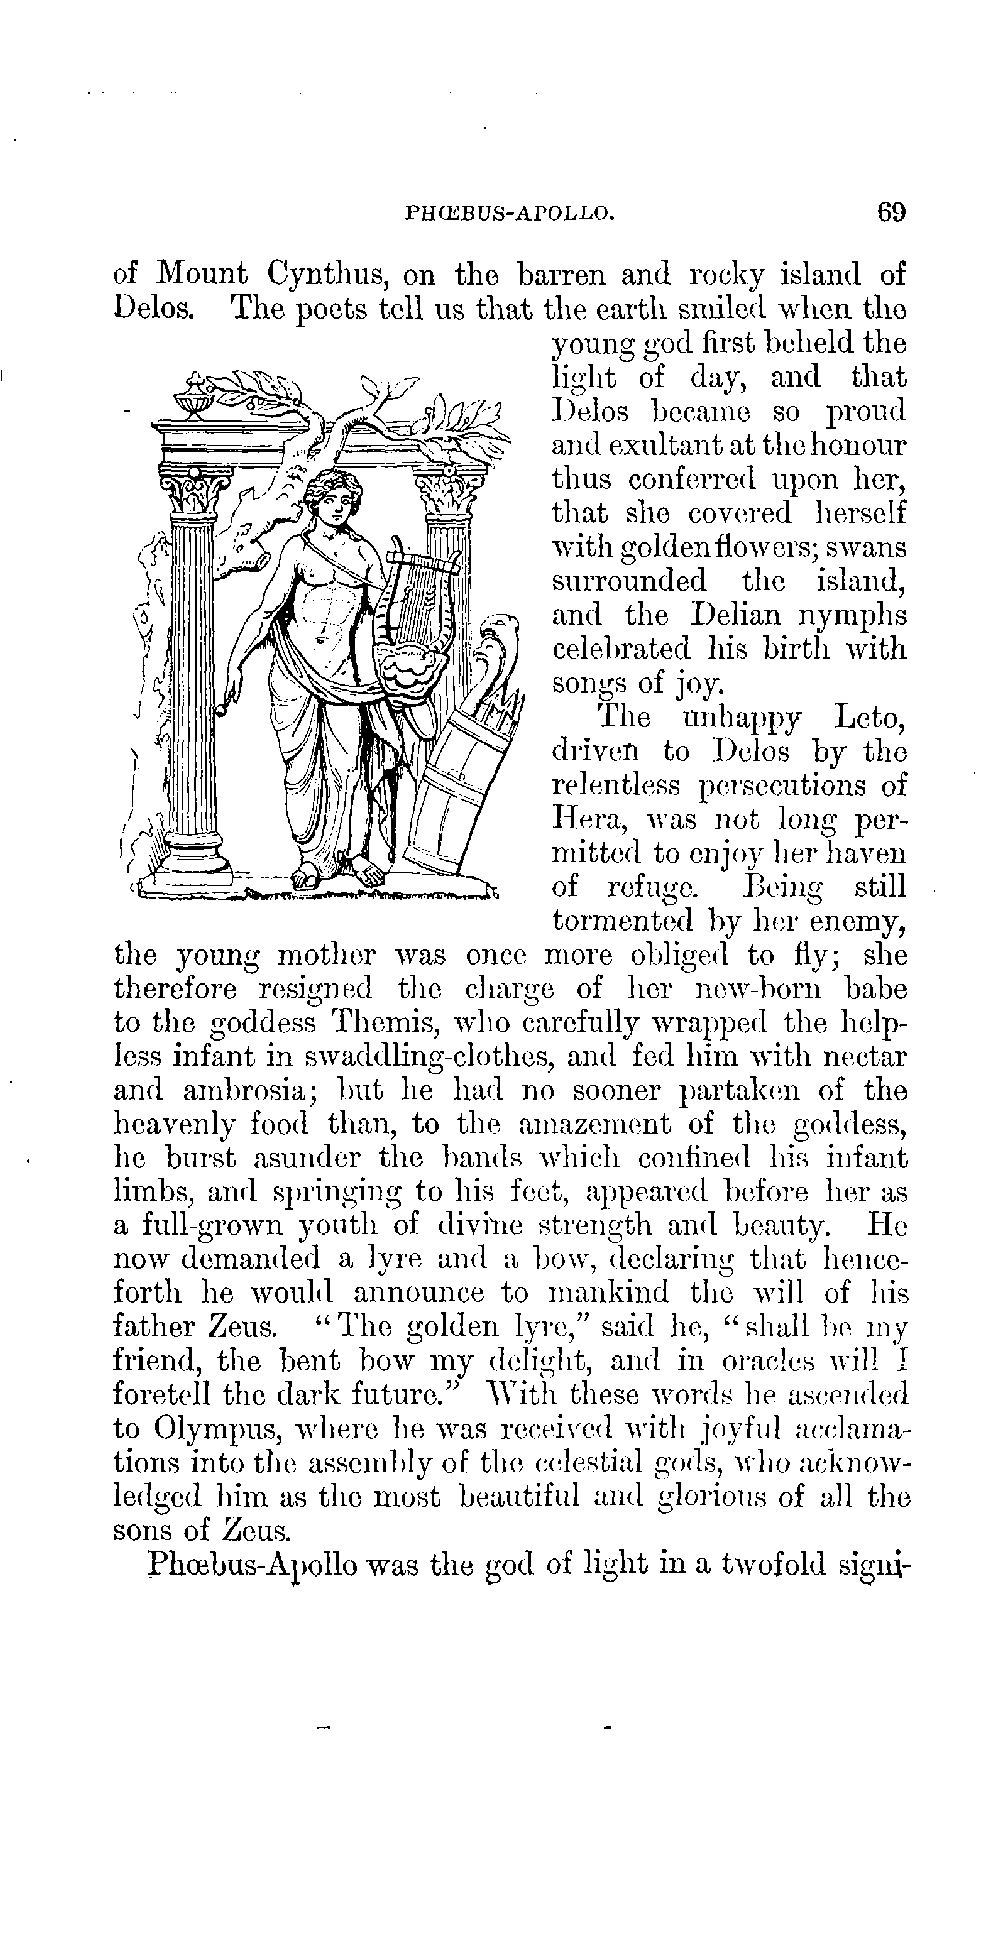 PHŒBUS-APOLLO. 69
of Mount Cynthus, on the barren and rocky island of
Delos. The poets tell us that the earth smiled when the
young god first beheld the
light of day, and that
Delos became so proud
and exultant at the honour
thus conferred upon her,
that she covered herself
with golden flowers; swans
surrounded the island,
and the Delian nymphs
celebrated his birth with
songs of joy.
The unhappy Leto,
driven to Delos by the
relentless persecutions of
Hera, was not long per-
mitted to enjoy her haven
of refuge. Being still
tormented by her enemy,
the young mother was once more obliged to fly; she
therefore resigned the charge of her new-born babe
to the goddess Themis, who carefully wrapped the help-
less infant in swaddling-clothes, and fed him with nectar
and ambrosia; but he had no sooner partaken of the
heavenly food than, to the amazement of the goddess,
he burst asunder the bands which confined his infant
limbs, and springing to his feet, appeared before her as
a full-grown youth of divine strength and beauty. He
now demanded a lyre and a bow, declaring that hence-
forth he would announce to mankind the will of his
father Zeus. “The golden lyre,” said he, “shall be my
friend, the bent bow my delight, and in oracles will I
foretell the dark future.” With these words he ascended
to Olympus, where he was received with joyful acclama-
tions into the assembly of the celestial gods, who acknow-
ledged him as the most beautiful and glorious of all the
sons of Zeus.
Phœbus-Apollo was the god of light in a twofold signi-